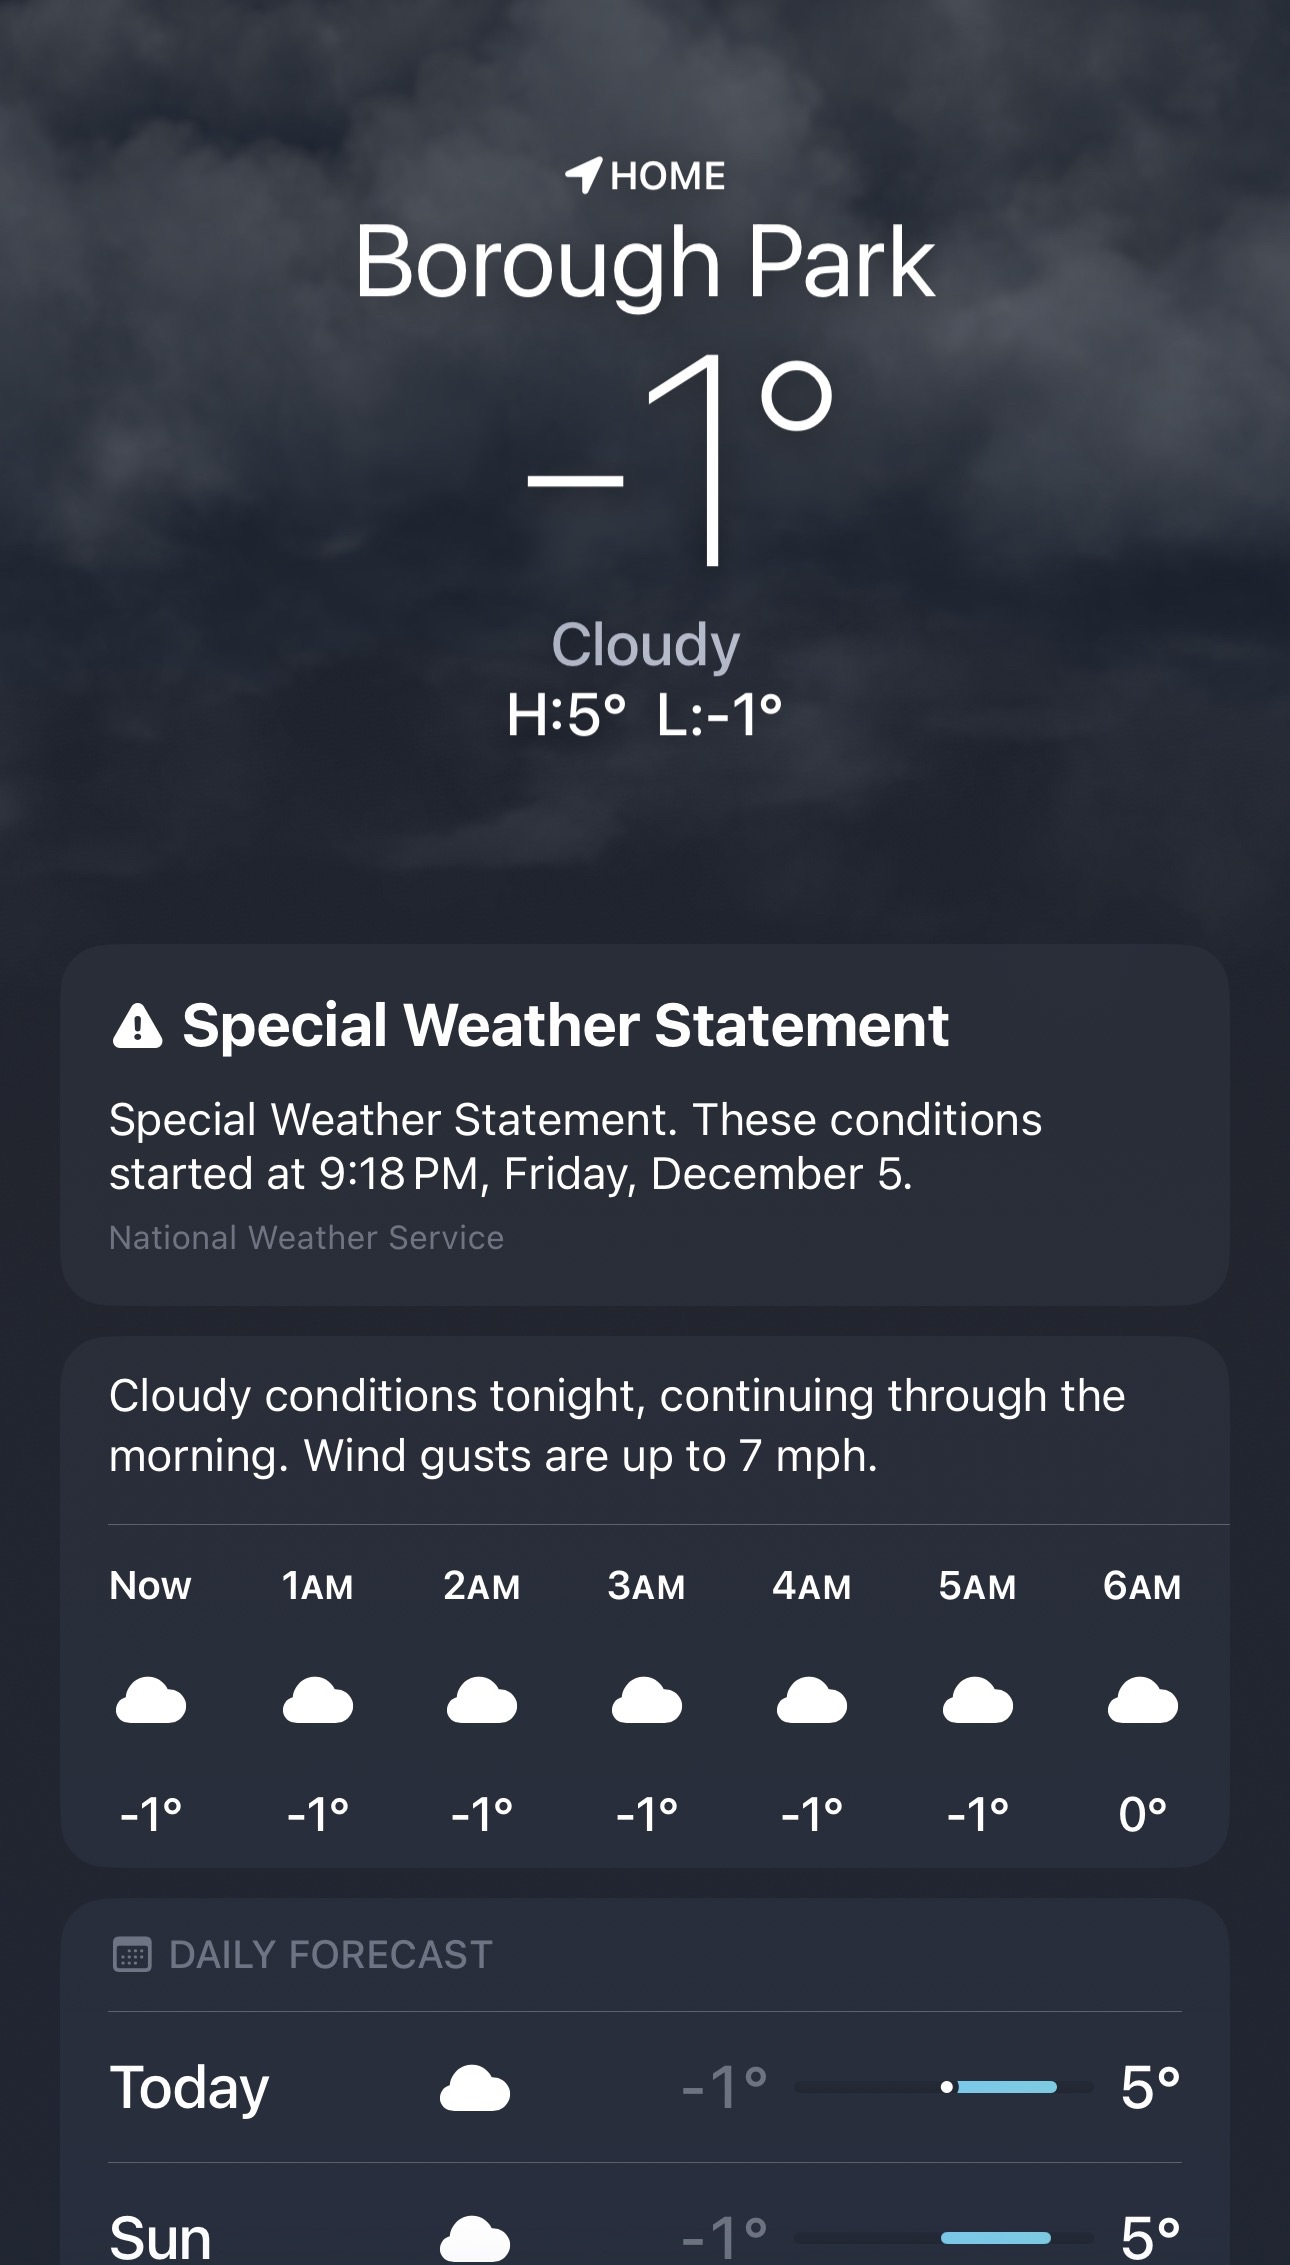 HOME
Borough Park
–1°
Cloudy
H:5° L:-1°
Special Weather Statement
Special Weather Statement. These conditions
started at 9:18 PM, Friday, December 5.
National Weather Service
Cloudy conditions tonight, continuing through the
morning. Wind gusts are up to 7 mph.
Now 1AM 2AM 3AM 4AM 5AM 6AM
-1° -1° -1° -1° -1° -1° 0°
DAILY FORECAST
Today -1° 5°
Sun -1° 5°